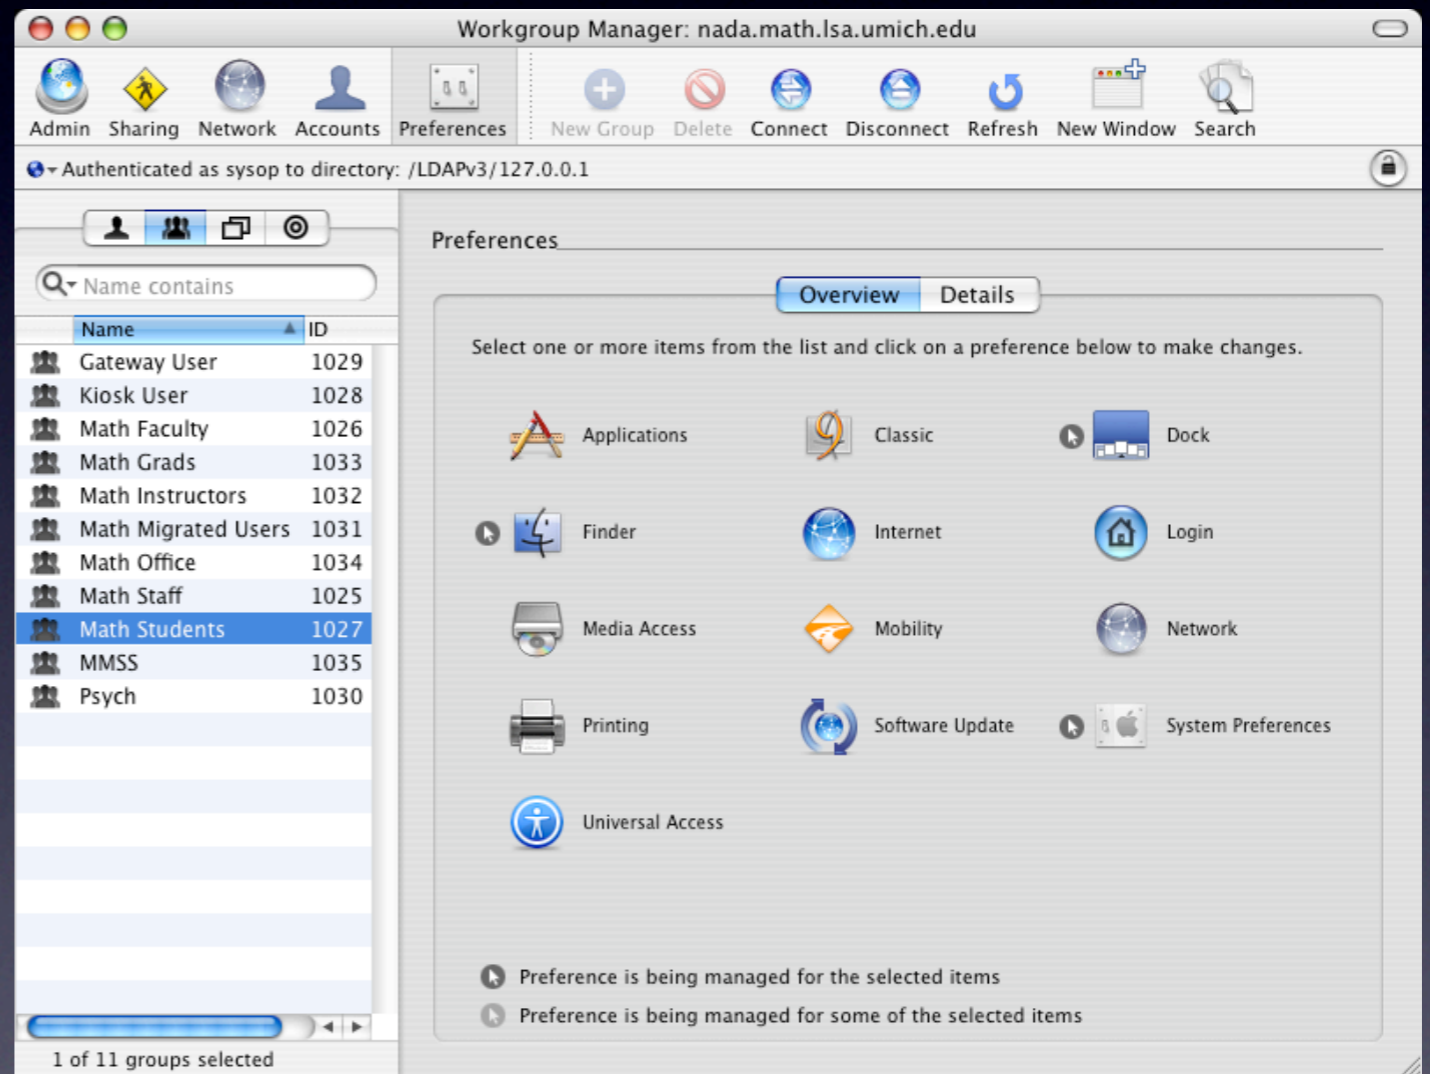 Workgroup Manager: nada.math.lsa.umich.edu
Admin Sharing Network Accounts Preferences New Group Delete Connect Disconnect Refresh New Window Search
Authenticated as sysop to directory: /LDAPv3/127.0.0.1
Name contains
Name ID
Gateway User 1029
Kiosk User 1028
Math Faculty 1026
Math Grads 1033
Math Instructors 1032
Math Migrated Users 1031
Math Office 1034
Math Staff 1025
Math Students 1027
MMSS 1035
Psych 1030
1 of 11 groups selected
Preferences
Overview Details
Select one or more items from the list and click on a preference below to make changes.
Applications Classic Dock
Finder Internet Login
Media Access Mobility Network
Printing Software Update System Preferences
Universal Access
Preference is being managed for the selected items
Preference is being managed for some of the selected items